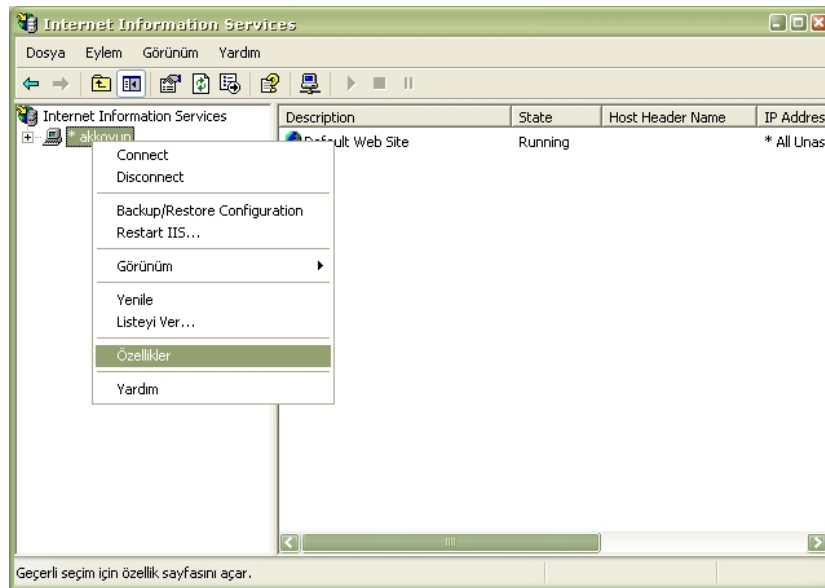 Internet Information Services
Dosya Eylem Görünüm Yardım
Internet Information Services
* akkoyun
Description State Host Header Name IP Addres
Default Web Site Running * All Unas
Connect
Disconnect
Backup/Restore Configuration
Restart IIS...
Görünüm
Yenile
Listeyi Ver...
Özellikler
Yardım
Geçerli seçim için özellik sayfasını açar.